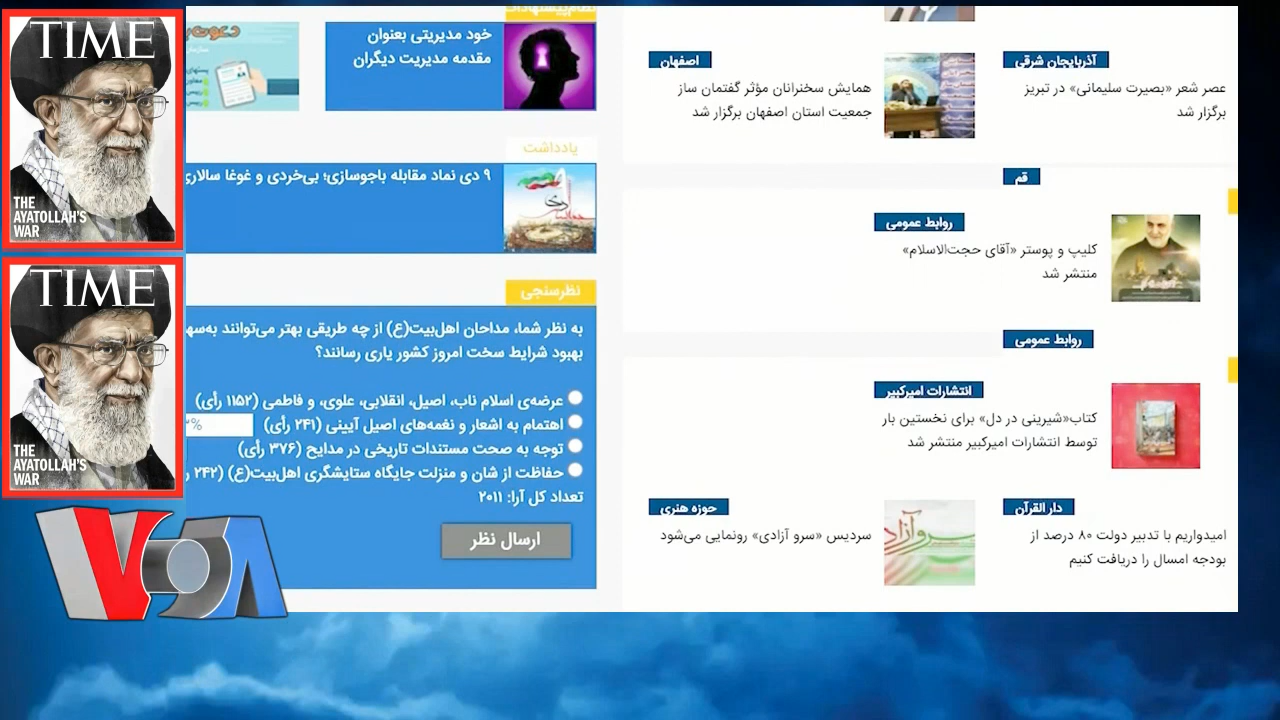 TIME
THE
AYATOLLAH'S
WAR
TIME
THE
AYATOLLAH'S
WAR
VOA
آذربایجان شرقی
عصر شعر «بصیرت سلیمانی» در تبریز
برگزار شد
اصفهان
همایش سخنرانان مؤثر گفتمان ساز
جمعیت استان اصفهان برگزار شد
قم
روابط عمومی
کلیپ و پوستر «آقای حجت‌الاسلام»
منتشر شد
روابط عمومی
انتشارات امیرکبیر
کتاب«شیرینی در دل» برای نخستین بار
توسط انتشارات امیرکبیر منتشر شد
دار القرآن
امیدواریم با تدبیر دولت ۸۰ درصد از
بودجه امسال را دریافت کنیم
حوزه هنری
سردیس «سرو آزادی» رونمایی می‌شود
سرو آزاد
خود مدیریتی بعنوان
مقدمه مدیریت دیگران
یادداشت
۹ دی نماد مقابله باجوسازی؛ بی‌خردی و غوغا سالاری
نظرسنجی
به نظر شما، مداحان اهل‌بیت(ع) از چه طریقی بهتر می‌توانند به‌سه
بهبود شرایط سخت امروز کشور یاری رسانند؟
عرضه‌ی اسلام ناب، اصیل، انقلابی، علوی، و فاطمی (۱۱۵۲ رأی)
اهتمام به اشعار و نغمه‌های اصیل آیینی (۲۴۱ رأی)
توجه به صحت مستندات تاریخی در مدایح (۳۷۶ رأی)
حفاظت از شان و منزلت جایگاه ستایشگری اهل‌بیت(ع) (۲۴۲ ر
تعداد کل آرا: ۲۰۱۱
ارسال نظر